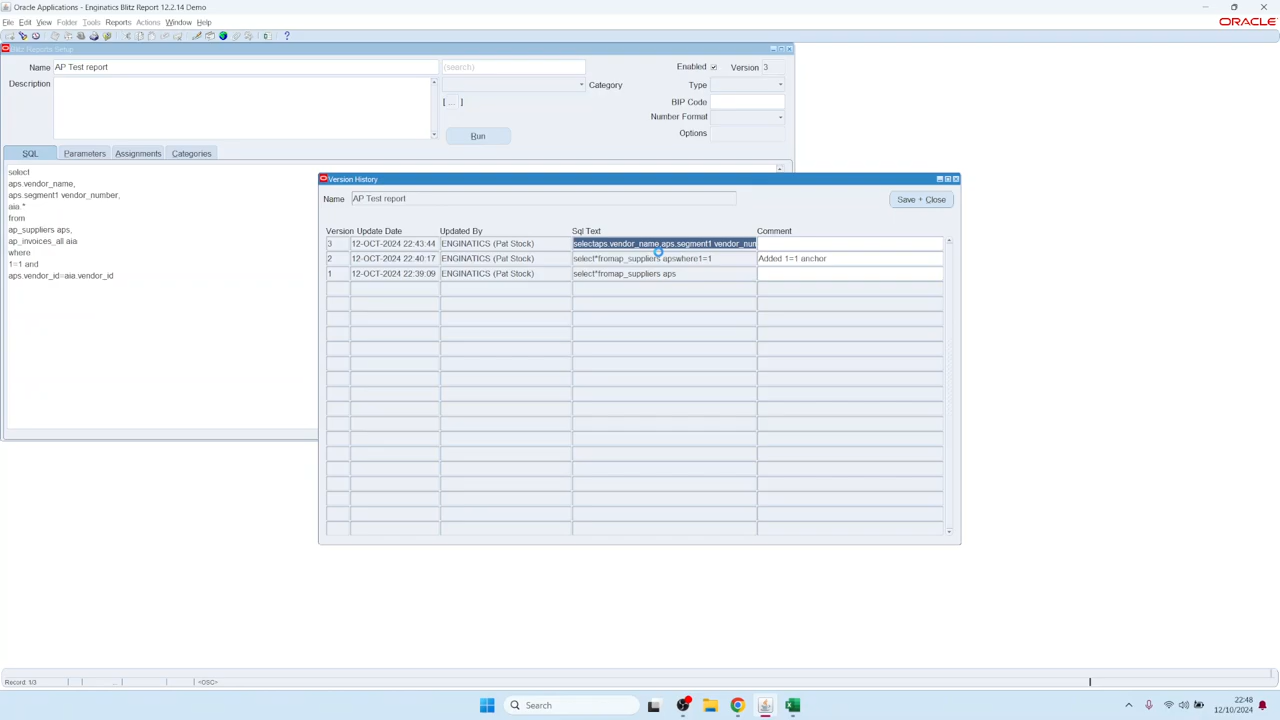 Oracle Applications - Enginatics Blitz Report 12.2.14 Demo
File Edit View Folder Tools Reports Actions Window Help
ORACLE
Blitz Reports Setup
Name AP Test report (search) Enabled Version 3
Description Category Type
[ ... ] BIP Code
Number Format
Run Options
SQL Parameters Assignments Categories
select
aps.vendor_name,
aps.segment1 vendor_number,
aia.*
from
ap_suppliers aps,
ap_invoices_all aia
where
1=1 and
aps.vendor_id=aia.vendor_id
Version History
Name AP Test report Save + Close
Version Update Date Updated By Sql Text Comment
3 12-OCT-2024 22:43:44 ENGINATICS (Pat Stock) selectaps.vendor_name,aps.segment1 vendor_num
2 12-OCT-2024 22:40:17 ENGINATICS (Pat Stock) select*fromap_suppliers apswhere1=1 Added 1=1 anchor
1 12-OCT-2024 22:39:09 ENGINATICS (Pat Stock) select*fromap_suppliers aps
Record: 1/3 ... <OSC>
Search
22:48
12/10/2024